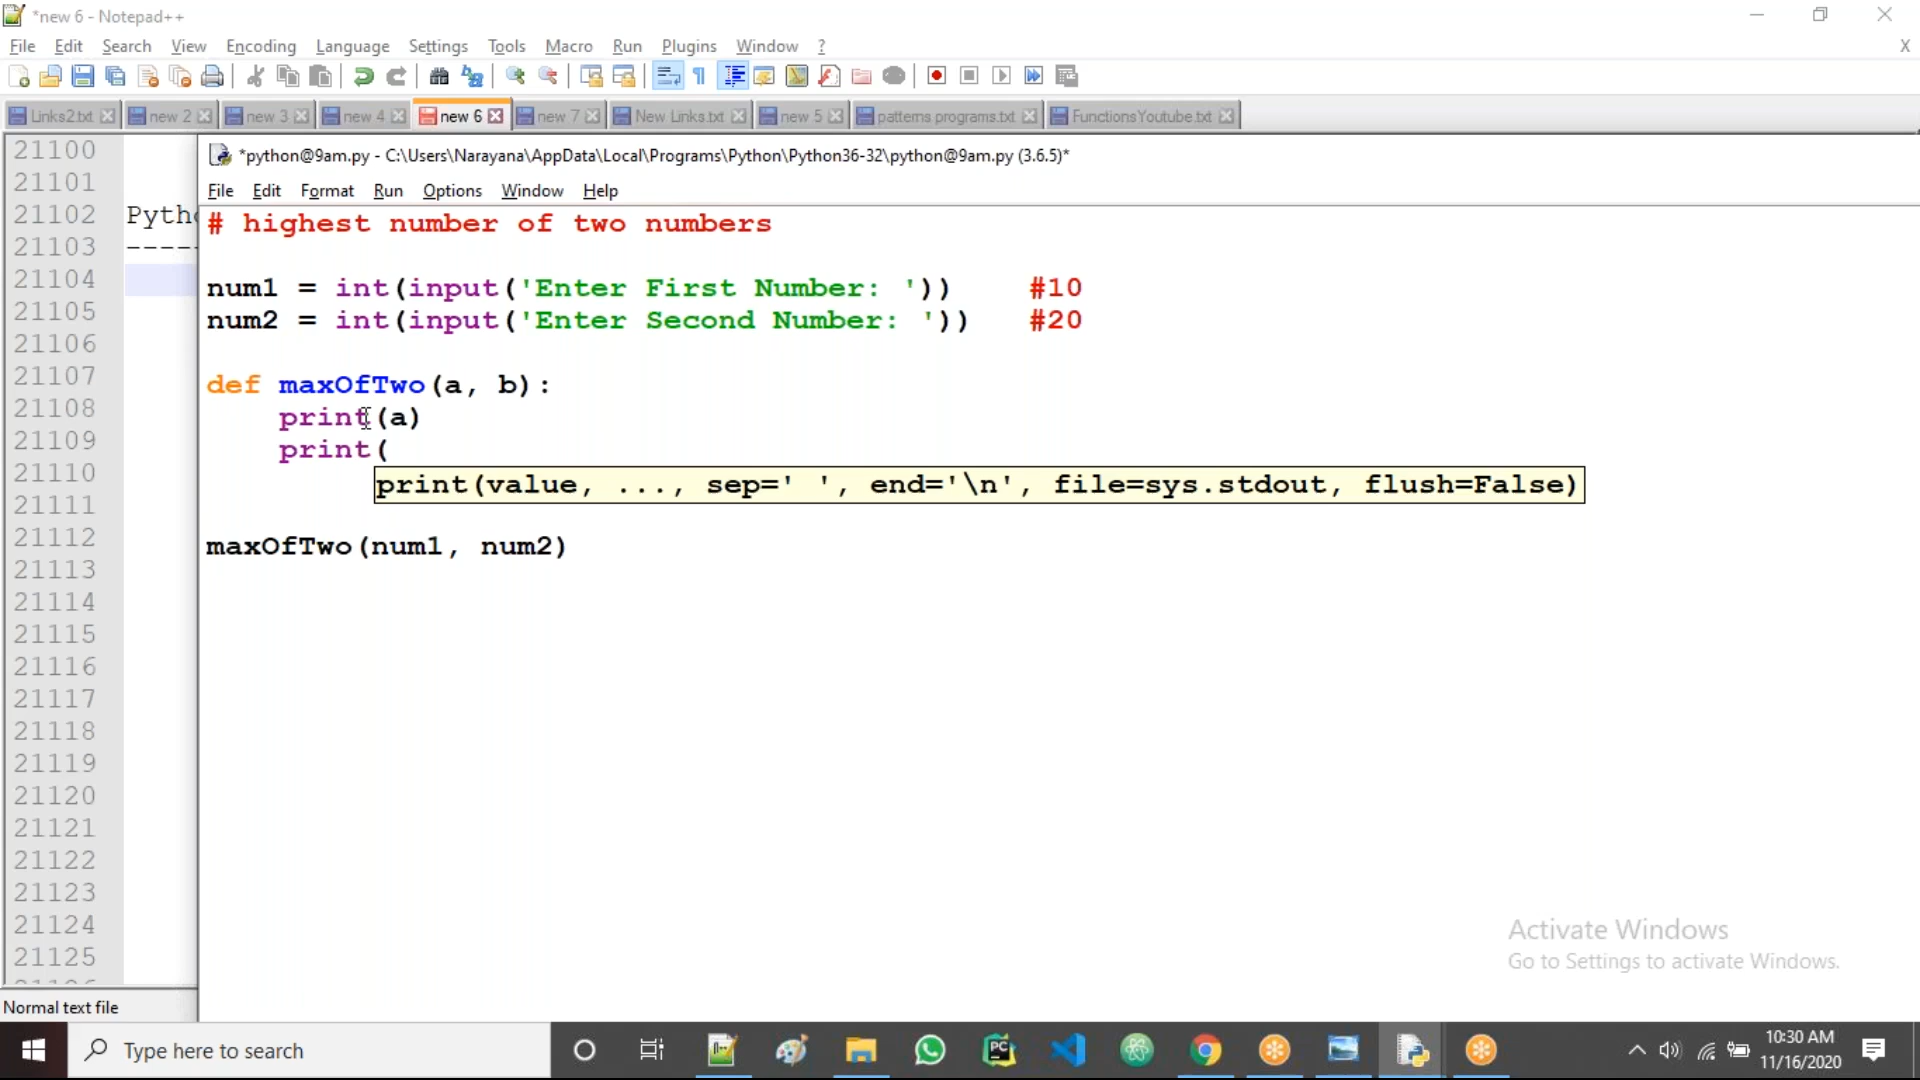 *new 6 - Notepad++
File Edit Search View Encoding Language Settings Tools Macro Run Plugins Window ? X
Links2.txt new 2 new 3 new 4 new 6 new 7 New Links.txt new 5 patterns programs.txt FunctionsYoutube.txt
21100
21101
21102 Pytho
21103 -----
21104
21105
21106
21107
21108
21109
21110
21111
21112
21113
21114
21115
21116
21117
21118
21119
21120
21121
21122
21123
21124
21125
*python@9am.py - C:\Users\Narayana\AppData\Local\Programs\Python\Python36-32\python@9am.py (3.6.5)*
File Edit Format Run Options Window Help
# highest number of two numbers
num1 = int(input('Enter First Number: ')) #10
num2 = int(input('Enter Second Number: ')) #20
def maxOfTwo(a, b):
print(a)
print(
print(value, ..., sep=' ', end='\n', file=sys.stdout, flush=False)
maxOfTwo(num1, num2)
Activate Windows
Go to Settings to activate Windows.
Normal text file
Type here to search
10:30 AM
11/16/2020